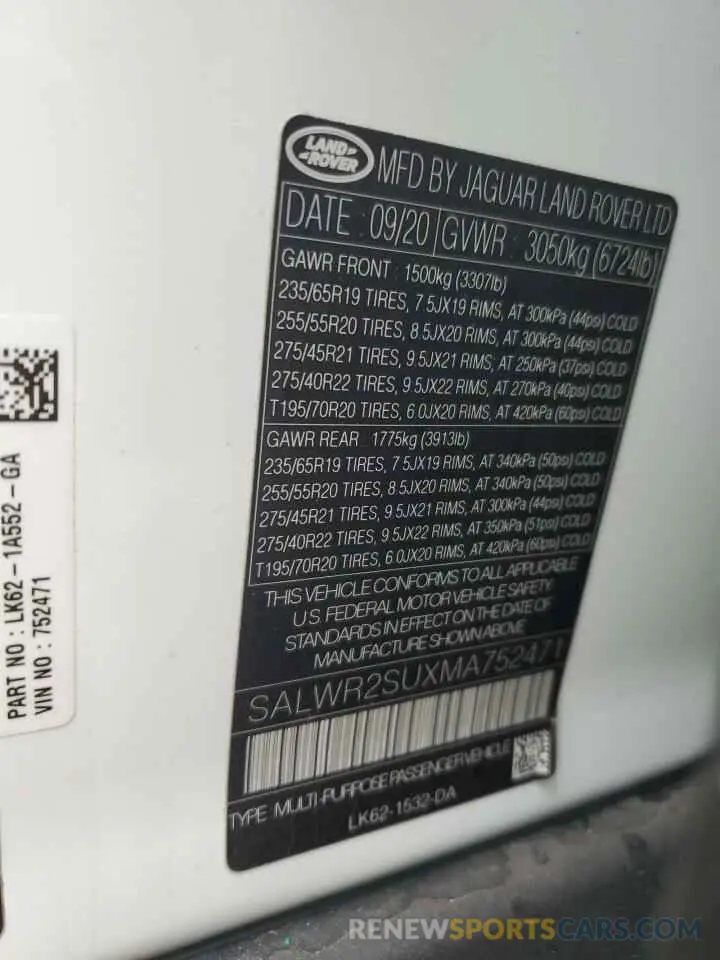 LAND ROVER
MFD BY JAGUAR LAND ROVER LTD
DATE 09/20 GVWR 3050kg (6724lb)
GAWR FRONT 1500kg (3307lb)
235/65R19 TIRES, 7.5JX19 RIMS, AT 300kPa (44psi) COLD
255/55R20 TIRES, 8.5JX20 RIMS, AT 300kPa (44psi) COLD
275/45R21 TIRES, 9.5JX21 RIMS, AT 250kPa (37psi) COLD
275/40R22 TIRES, 9.5JX22 RIMS, AT 270kPa (40psi) COLD
T195/70R20 TIRES, 6.0JX20 RIMS, AT 420kPa (60psi) COLD
GAWR REAR 1775kg (3913lb)
235/65R19 TIRES, 7.5JX19 RIMS, AT 340kPa (50psi) COLD
255/55R20 TIRES, 8.5JX20 RIMS, AT 340kPa (50psi) COLD
275/45R21 TIRES, 9.5JX21 RIMS, AT 300kPa (44psi) COLD
275/40R22 TIRES, 9.5JX22 RIMS, AT 350kPa (51psi) COLD
T195/70R20 TIRES, 6.0JX20 RIMS, AT 420kPa (60psi) COLD
THIS VEHICLE CONFORMS TO ALL APPLICABLE
U.S. FEDERAL MOTOR VEHICLE SAFETY
STANDARDS IN EFFECT ON THE DATE OF
MANUFACTURE SHOWN ABOVE
SALWR2SUXMA752471
TYPE MULTI-PURPOSE PASSENGER VEHICLE
LK62-1532-DA
PART NO : LK62-1A552-GA
VIN NO : 752471
RENEWSPORTSCARS.COM